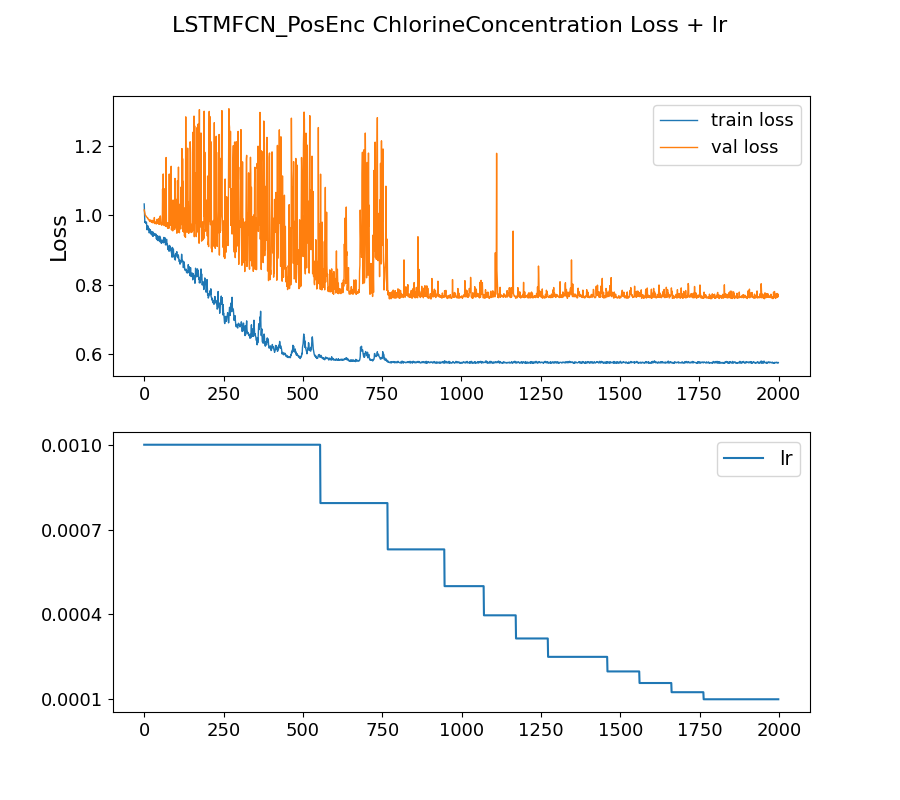 LSTMFCN_PosEnc ChlorineConcentration Loss + lr
train loss
val loss
Loss
1.2
1.0
0.8
0.6
0 250 500 750 1000 1250 1500 1750 2000
lr
0.0010
0.0007
0.0004
0.0001
0 250 500 750 1000 1250 1500 1750 2000